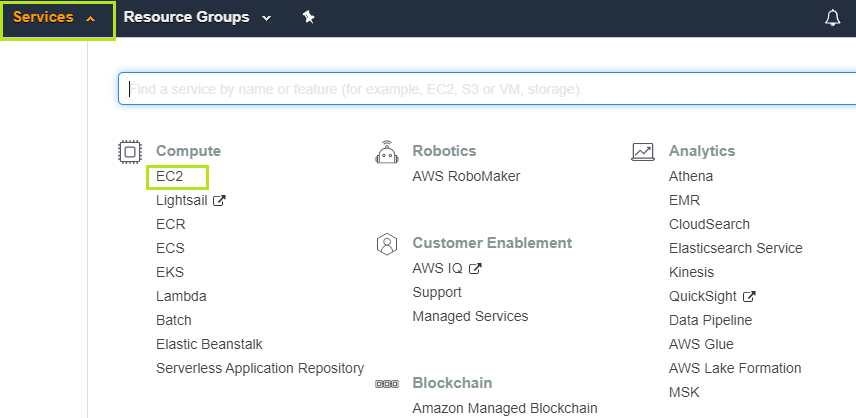 Services Resource Groups
Find a service by name or feature (for example, EC2, S3 or VM, storage).
Compute
EC2
Lightsail
ECR
ECS
EKS
Lambda
Batch
Elastic Beanstalk
Serverless Application Repository
Robotics
AWS RoboMaker
Customer Enablement
AWS IQ
Support
Managed Services
Blockchain
Amazon Managed Blockchain
Analytics
Athena
EMR
CloudSearch
Elasticsearch Service
Kinesis
QuickSight
Data Pipeline
AWS Glue
AWS Lake Formation
MSK